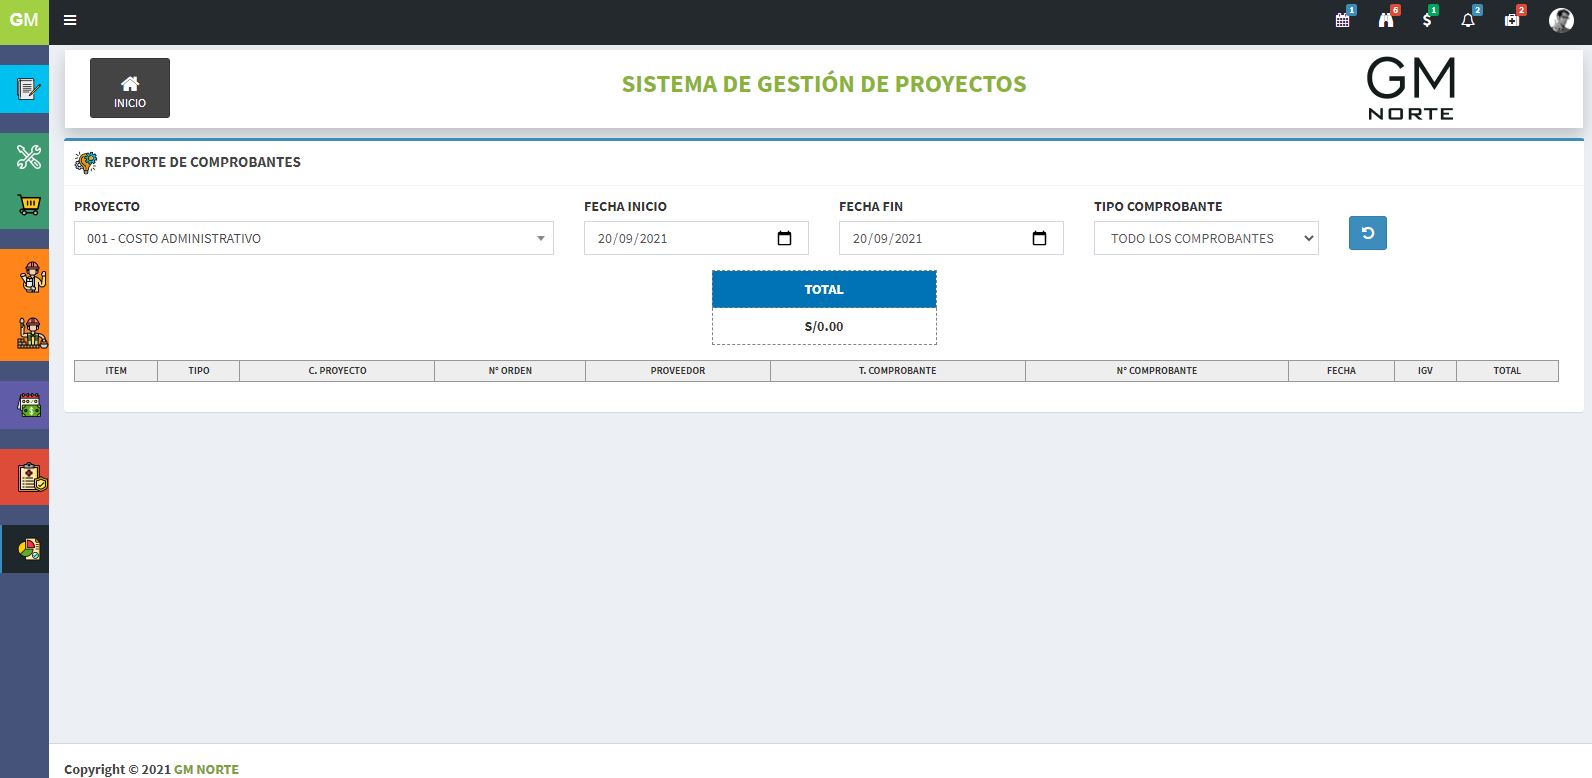 GM
1
6
1
2
2
INICIO
SISTEMA DE GESTIÓN DE PROYECTOS
GM
NORTE
REPORTE DE COMPROBANTES
PROYECTO
FECHA INICIO
FECHA FIN
TIPO COMPROBANTE
001 - COSTO ADMINISTRATIVO
20/09/2021
20/09/2021
TODO LOS COMPROBANTES
TOTAL
S/0.00
ITEM
TIPO
C. PROYECTO
N° ORDEN
PROVEEDOR
T. COMPROBANTE
N° COMPROBANTE
FECHA
IGV
TOTAL
Copyright © 2021 GM NORTE